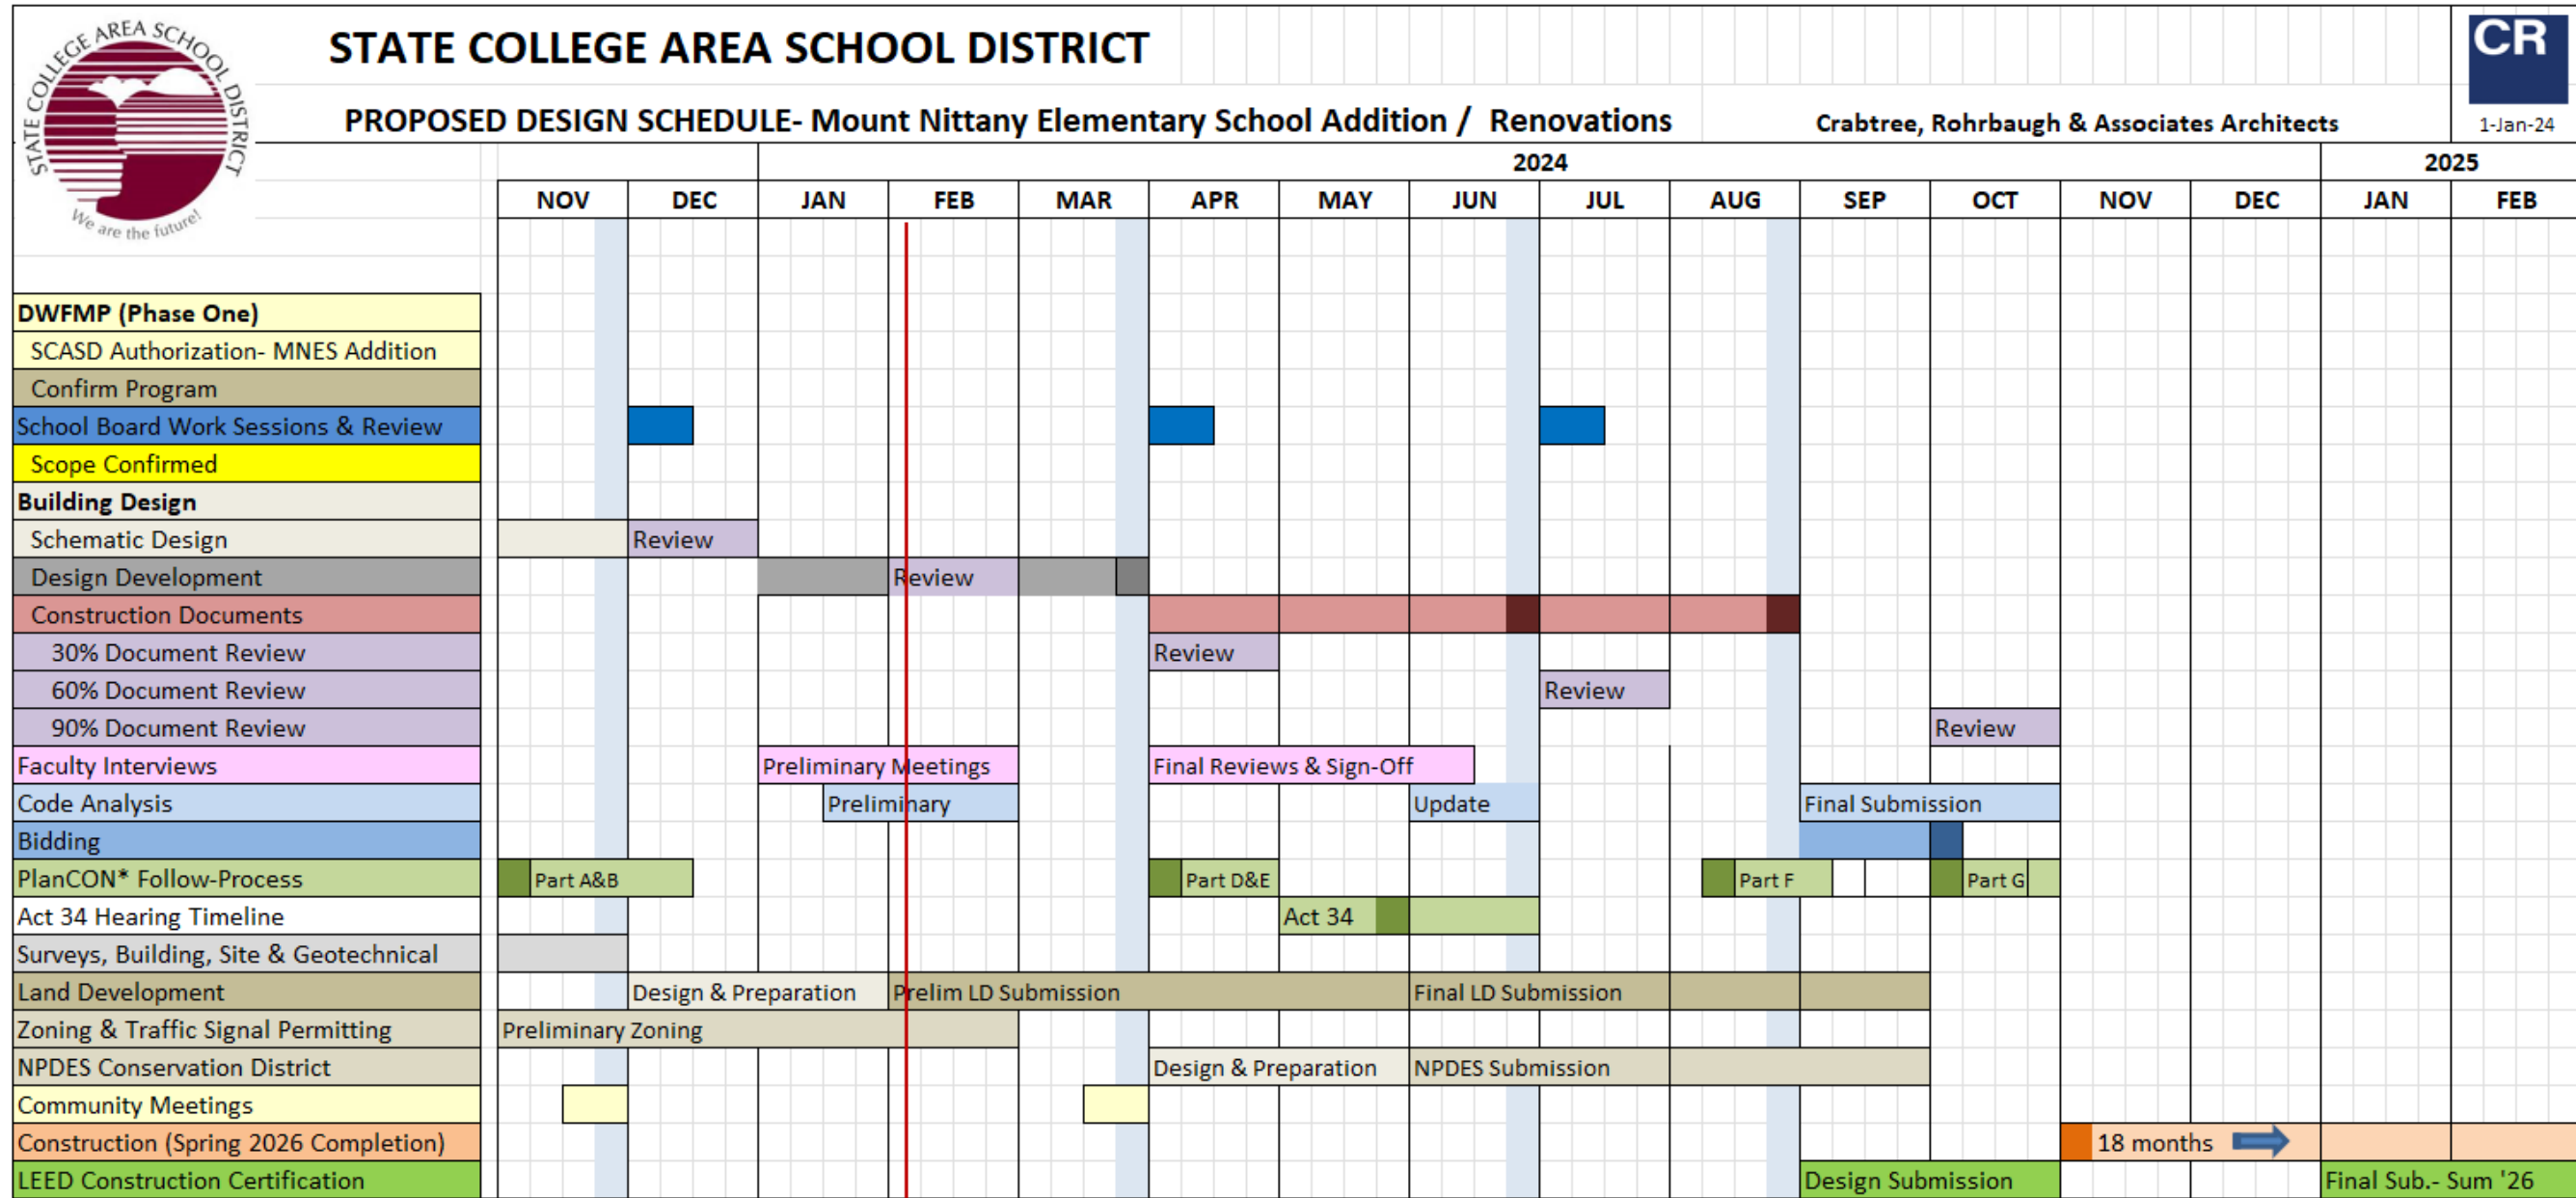 STATE COLLEGE AREA SCHOOL DISTRICT
We are the future!
STATE COLLEGE AREA SCHOOL DISTRICT
CR
PROPOSED DESIGN SCHEDULE- Mount Nittany Elementary School Addition / Renovations
Crabtree, Rohrbaugh & Associates Architects
1-Jan-24
2024
2025
NOV DEC JAN FEB MAR APR MAY JUN JUL AUG SEP OCT NOV DEC JAN FEB
DWFMP (Phase One)
SCASD Authorization- MNES Addition
Confirm Program
School Board Work Sessions & Review
Scope Confirmed
Building Design
Schematic Design Review
Design Development Review
Construction Documents
30% Document Review Review
60% Document Review Review
90% Document Review Review
Faculty Interviews Preliminary Meetings Final Reviews & Sign-Off
Code Analysis Preliminary Update Final Submission
Bidding
PlanCON* Follow-Process Part A&B Part D&E Part F Part G
Act 34 Hearing Timeline Act 34
Surveys, Building, Site & Geotechnical
Land Development Design & Preparation Prelim LD Submission Final LD Submission
Zoning & Traffic Signal Permitting Preliminary Zoning
NPDES Conservation District Design & Preparation NPDES Submission
Community Meetings
Construction (Spring 2026 Completion) 18 months
LEED Construction Certification Design Submission Final Sub.- Sum '26